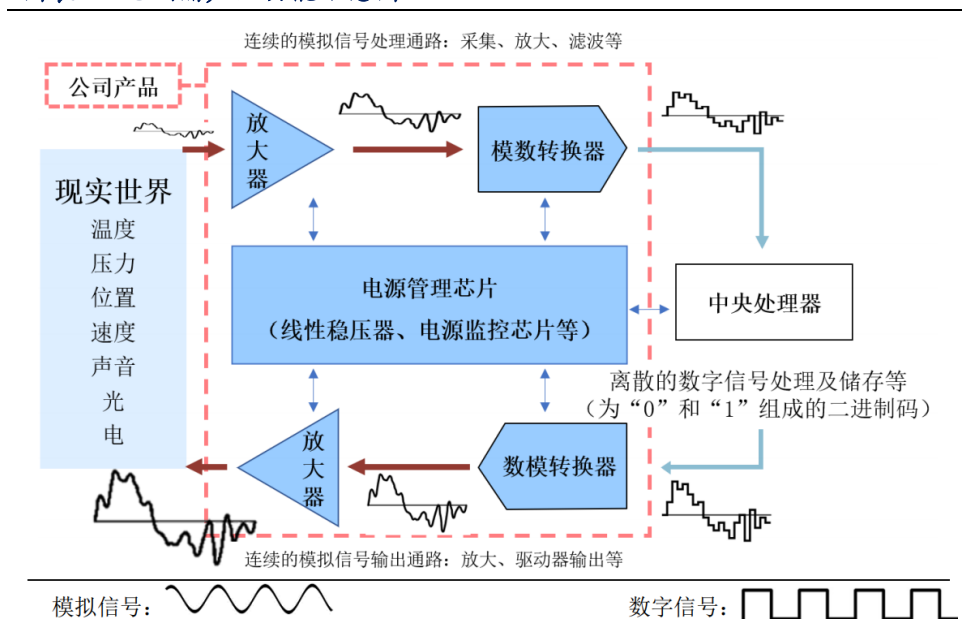 连续的模拟信号处理通路：采集、放大、滤波等
公司产品
放
大
器
模数转换器
现实世界
温度
压力
位置
速度
声音
光
电
电源管理芯片
（线性稳压器、电源监控芯片等）
中央处理器
离散的数字信号处理及储存等
（为“0”和“1”组成的二进制码）
放
大
器
数模转换器
连续的模拟信号输出通路：放大、驱动器输出等
模拟信号：
数字信号：